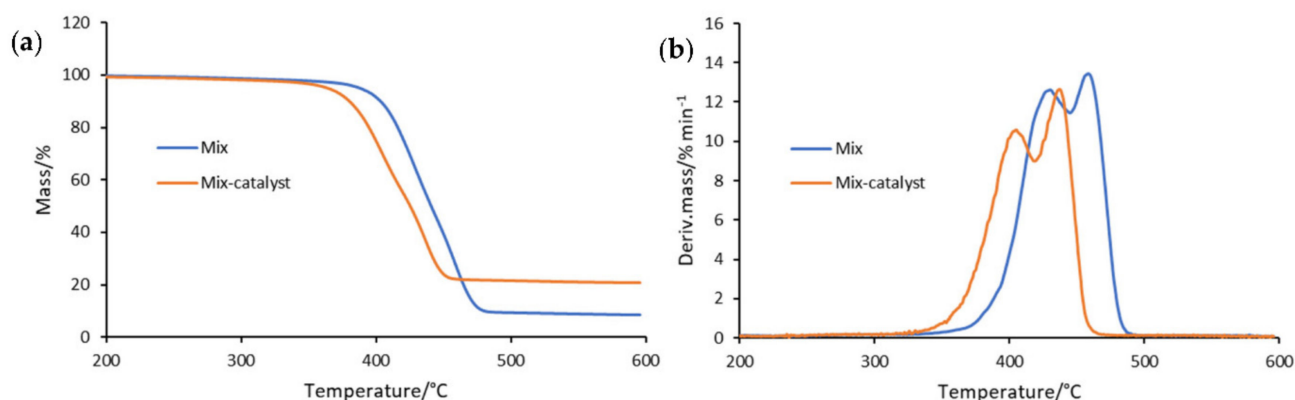 (a)
120
100
80
60
40
20
0
Mass/%
Mix
Mix-catalyst
200 300 400 500 600
Temperature/°C
(b)
16
14
12
10
8
6
4
2
0
Deriv.mass/% min⁻¹
Mix
Mix-catalyst
200 300 400 500 600
Temperature/°C